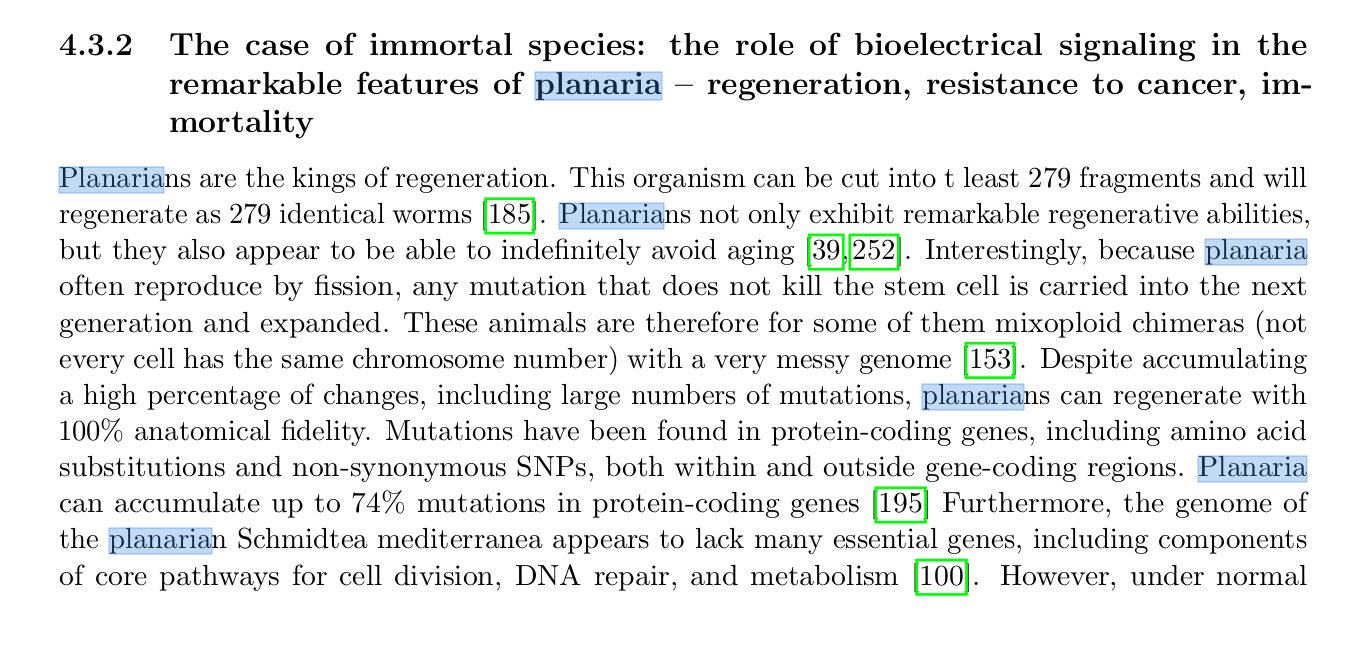 4.3.2 The case of immortal species: the role of bioelectrical signaling in the
remarkable features of planaria – regeneration, resistance to cancer, im-
mortality
Planarians are the kings of regeneration. This organism can be cut into t least 279 fragments and will
regenerate as 279 identical worms [185]. Planarians not only exhibit remarkable regenerative abilities,
but they also appear to be able to indefinitely avoid aging [39,252]. Interestingly, because planaria
often reproduce by fission, any mutation that does not kill the stem cell is carried into the next
generation and expanded. These animals are therefore for some of them mixoploid chimeras (not
every cell has the same chromosome number) with a very messy genome [153]. Despite accumulating
a high percentage of changes, including large numbers of mutations, planarians can regenerate with
100% anatomical fidelity. Mutations have been found in protein-coding genes, including amino acid
substitutions and non-synonymous SNPs, both within and outside gene-coding regions. Planaria
can accumulate up to 74% mutations in protein-coding genes [195] Furthermore, the genome of
the planarian Schmidtea mediterranea appears to lack many essential genes, including components
of core pathways for cell division, DNA repair, and metabolism [100]. However, under normal